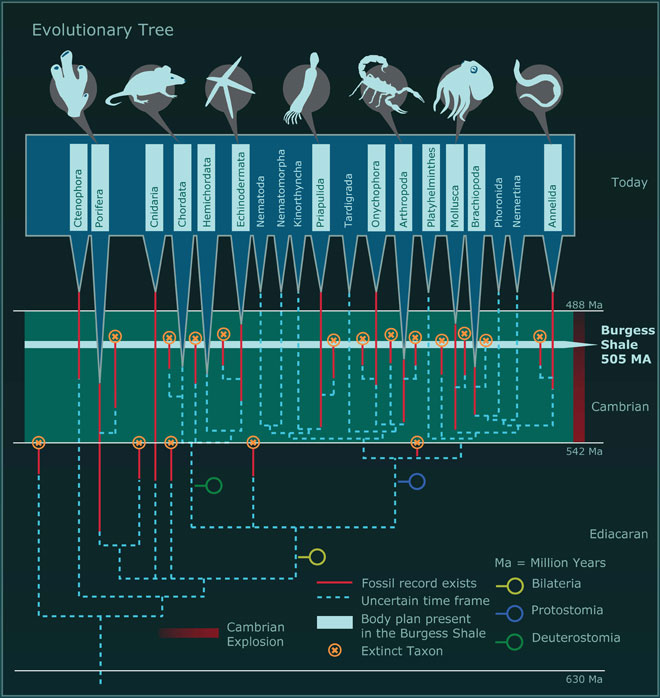 Evolutionary Tree
Ctenophora
Porifera
Cnidaria
Chordata
Hemichordata
Echinodermata
Nematoda
Nematomorpha
Kinorhyncha
Priapulida
Tardigrada
Onychophora
Arthropoda
Platyhelminthes
Mollusca
Brachiopoda
Phoronida
Nemertina
Annelida
Today
488 Ma
Burgess
Shale
505 MA
Cambrian
542 Ma
Ediacaran
Ma = Million Years
Bilateria
Protostomia
Deuterostomia
Fossil record exists
Uncertain time frame
Body plan present
in the Burgess Shale
Extinct Taxon
Cambrian
Explosion
630 Ma